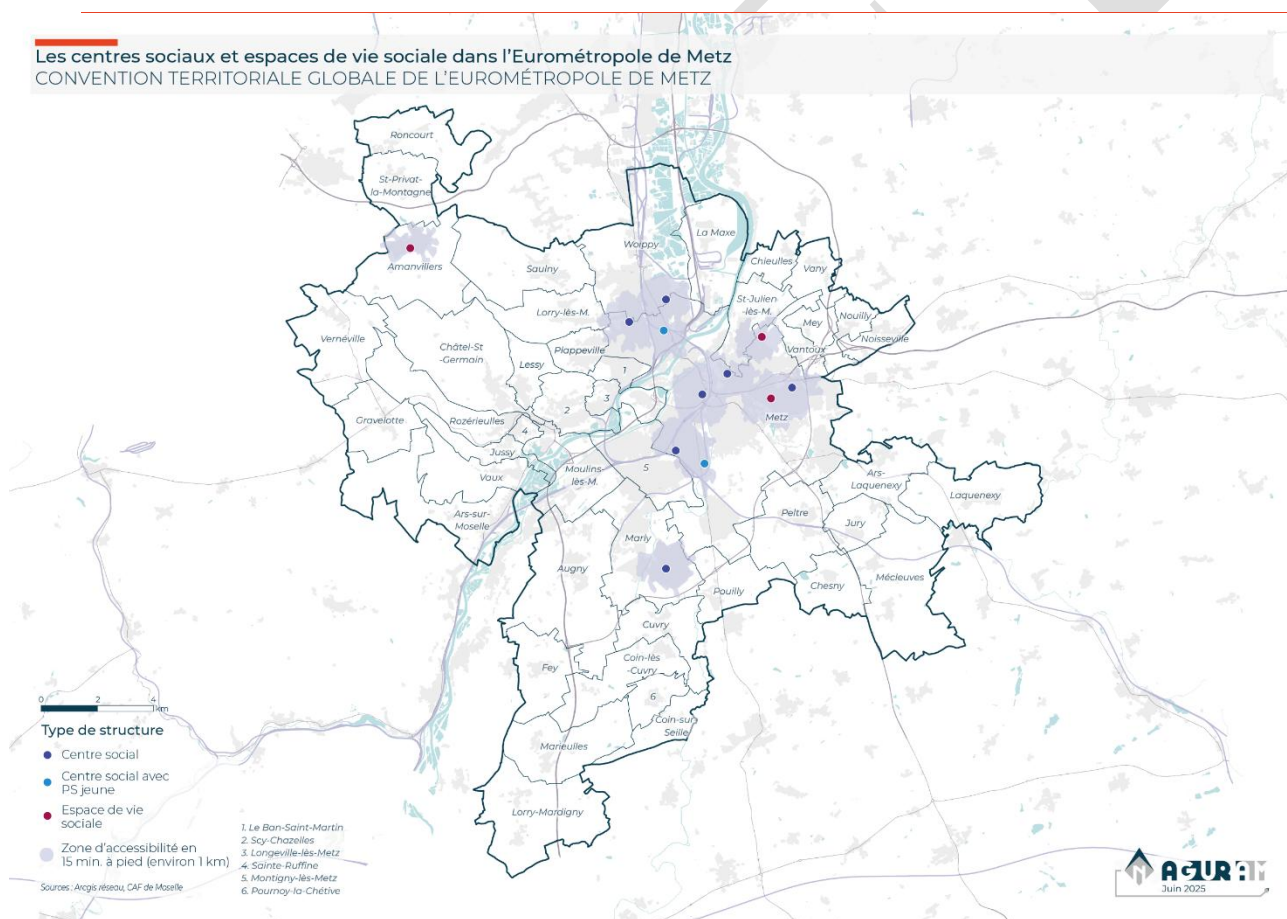 Les centres sociaux et espaces de vie sociale dans l'Eurométropole de Metz
CONVENTION TERRITORIALE GLOBALE DE L'EUROMÉTROPOLE DE METZ
Roncourt
St-Privat-
la-Montagne
Woippy
La Maxe
Amanvillers
Saulny
Chieulles
Vany
St-Julien-
lès-M.
Lorry-lès-M.
Mey
Nouilly
Noisseville
Vernéville
Châtel-St
-Germain
Plappeville
Vantoux
Lessy
1
3
2
Metz
Gravelotte
Rozérieulles
4
Jussy
Moulins
lès-M.
5
Vaux
Ars-
Laquenexy
Laquenexy
Ars-sur-
Moselle
Peltre
Jury
Marly
Augny
Pouilly
Chesny
Mécleuves
Cuvry
Fey
Coin-lès
-Cuvry
6
Coin-sur
Seille
Marieulles
Lorry-Mardigny
0 2 4
km
Type de structure
Centre social
Centre social avec
PS jeune
Espace de vie
sociale
Zone d'accessibilité en
15 min. à pied (environ 1 km)
Sources : Arcgis réseau, CAF de Moselle
1. Le Ban-Saint-Martin
2. Scy-Chazelles
3. Longeville-lès-Metz
4. Sainte-Ruffine
5. Montigny-lès-Metz
6. Pournoy-la-Chétive
N
AGURAM
Juin 2025